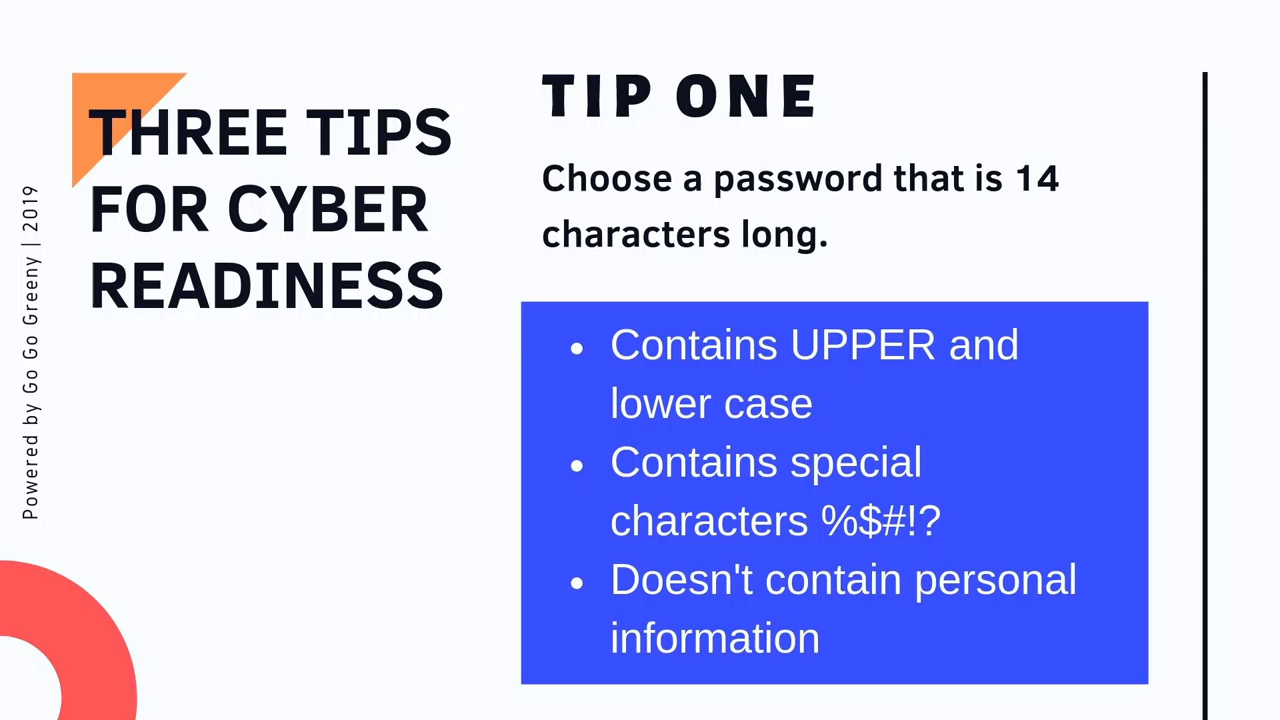 THREE TIPS
FOR CYBER
READINESS
Powered by Go Go Greeny | 2019
TIP ONE
Choose a password that is 14
characters long.
• Contains UPPER and
lower case
• Contains special
characters %$#!?
• Doesn't contain personal
information